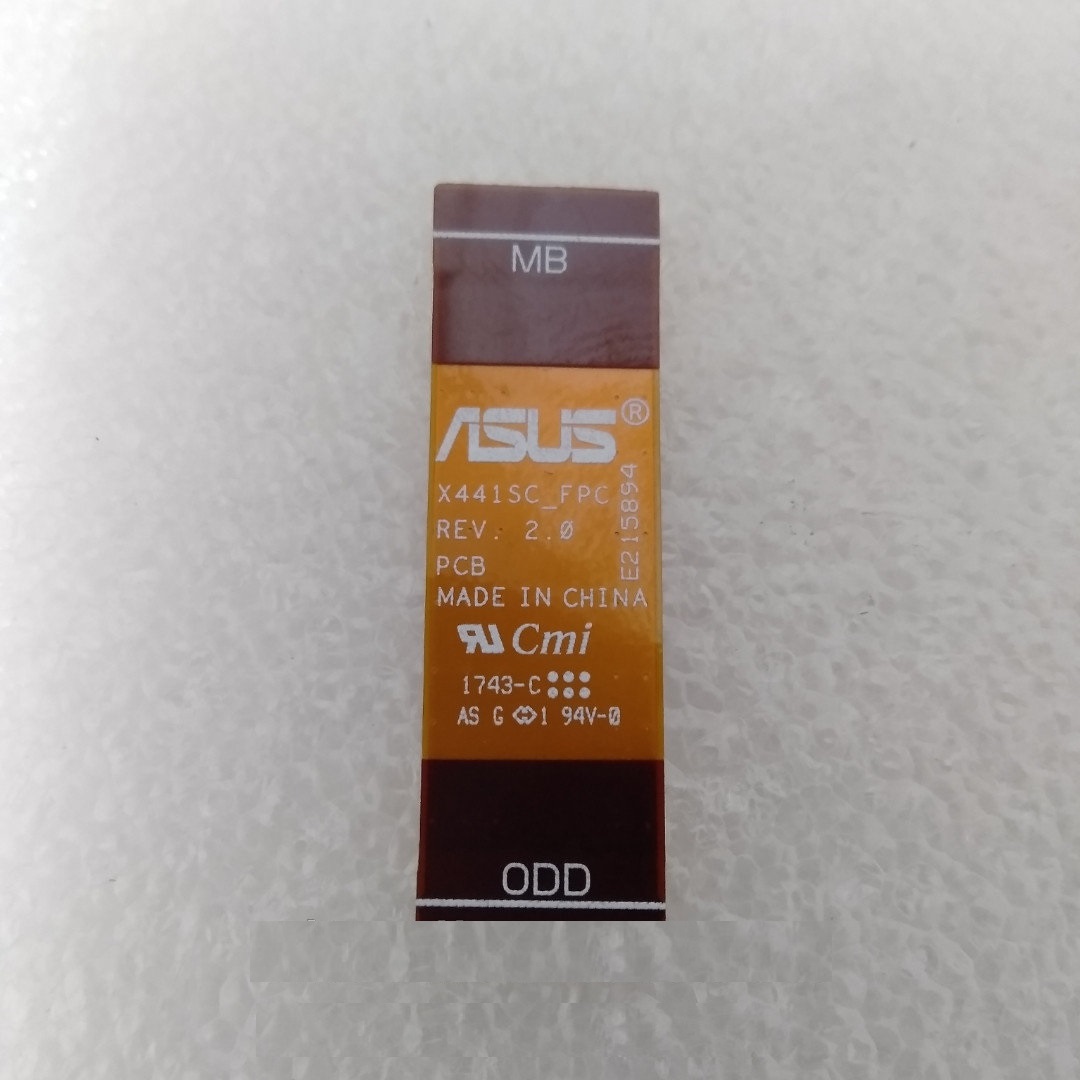 MB
ASUS®
X441SC_FPC
E215894
REV. 2.0
PCB
MADE IN CHINA
Cmi
1743-C
AS G 1 94V-0
ODD